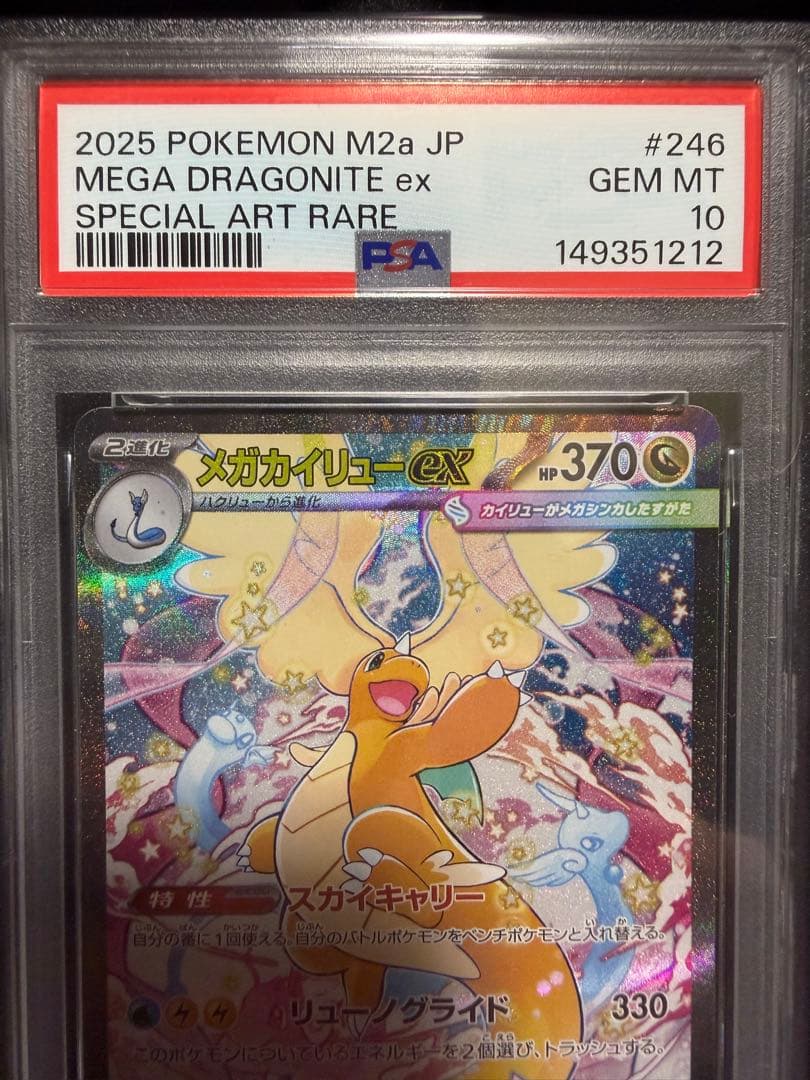 2025 POKEMON M2a JP #246
MEGA DRAGONITE ex GEM MT
SPECIAL ART RARE 10
PSA 149351212
2進化
メガカイリューex HP370
ハクリューから進化
カイリューがメガシンカしたすがた
特性 スカイキャリー
自分の番に1回使える。自分のバトルポケモンをベンチポケモンと入れ替える。
リューノグライド 330
このポケモンについているエネルギーを2個選び、トラッシュする。